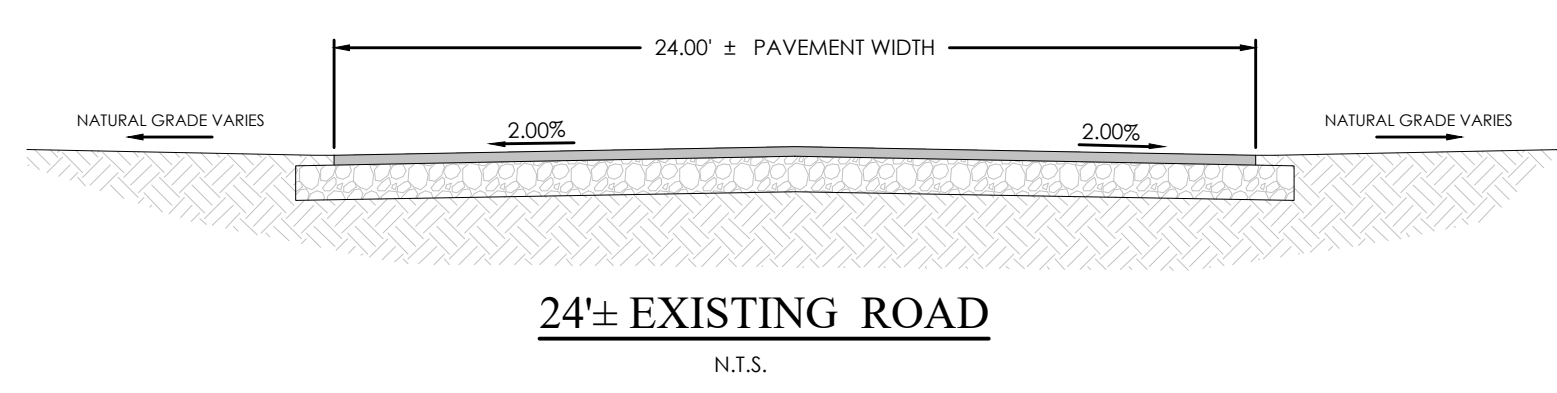 24.00' ± PAVEMENT WIDTH
NATURAL GRADE VARIES
2.00%
2.00%
NATURAL GRADE VARIES
24'± EXISTING ROAD
N.T.S.